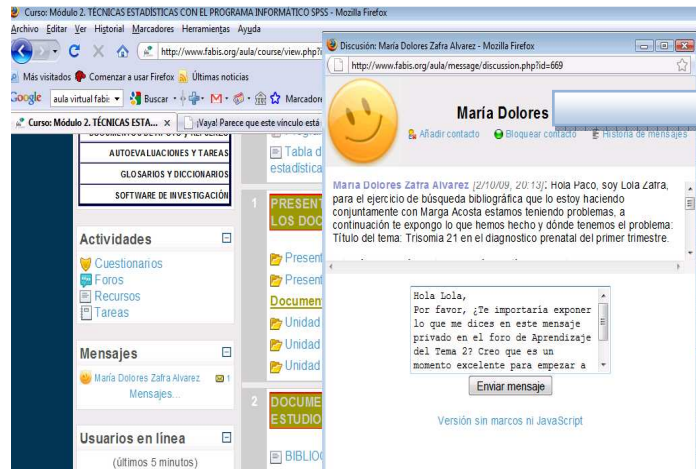 Curso: Módulo 2. TÉCNICAS ESTADÍSTICAS CON EL PROGRAMA INFORMATICO SPSS - Mozilla Firefox
Archivo Editar Ver Historial Marcadores Herramientas Ayuda
http://www.fabis.org/aula/course/view.php?i
Más visitados Comenzar a usar Firefox Últimas noticias
Google aula virtual fabi: Buscar Marcador
Curso: Módulo 2. TÉCNICAS ESTA... ¡Vaya! Parece que este vínculo está
AUTOEVALUACIONES Y TAREAS
GLOSARIOS Y DICCIONARIOS
SOFTWARE DE INVESTIGACIÓN
Actividades
Cuestionarios
Foros
Recursos
Tareas
Mensajes
María Dolores Zafra Alvarez 1
Mensajes...
Usuarios en línea
(últimos 5 minutos)
Tabla d
estadística
1 PRESENT
LOS DOC
Present
Present
Documen
Unidad
Unidad
Unidad
2 DOCUME
ESTUDIO
BIBLIO
Discusión: María Dolores Zafra Alvarez - Mozilla Firefox
http://www.fabis.org/aula/message/discussion.php?id=669
María Dolores
Añadir contacto Bloquear contacto Historia de mensajes
María Dolores Zafra Alvarez [2/10/09, 20:13]: Hola Paco, soy Lola Zafra,
para el ejercicio de búsqueda bibliográfica que lo estoy haciendo
conjuntamente con Marga Acosta estamos teniendo problemas, a
continuación te expongo lo que hemos hecho y dónde tenemos el problema:
Título del tema: Trisomia 21 en el diagnostico prenatal del primer trimestre.
Hola Lola,
Por favor, ¿Te importaría exponer
lo que me dices en este mensaje
privado en el foro de Aprendizaje
del Tema 2? Creo que es un
momento excelente para empezar a
Enviar mensaje
Versión sin marcos ni JavaScript